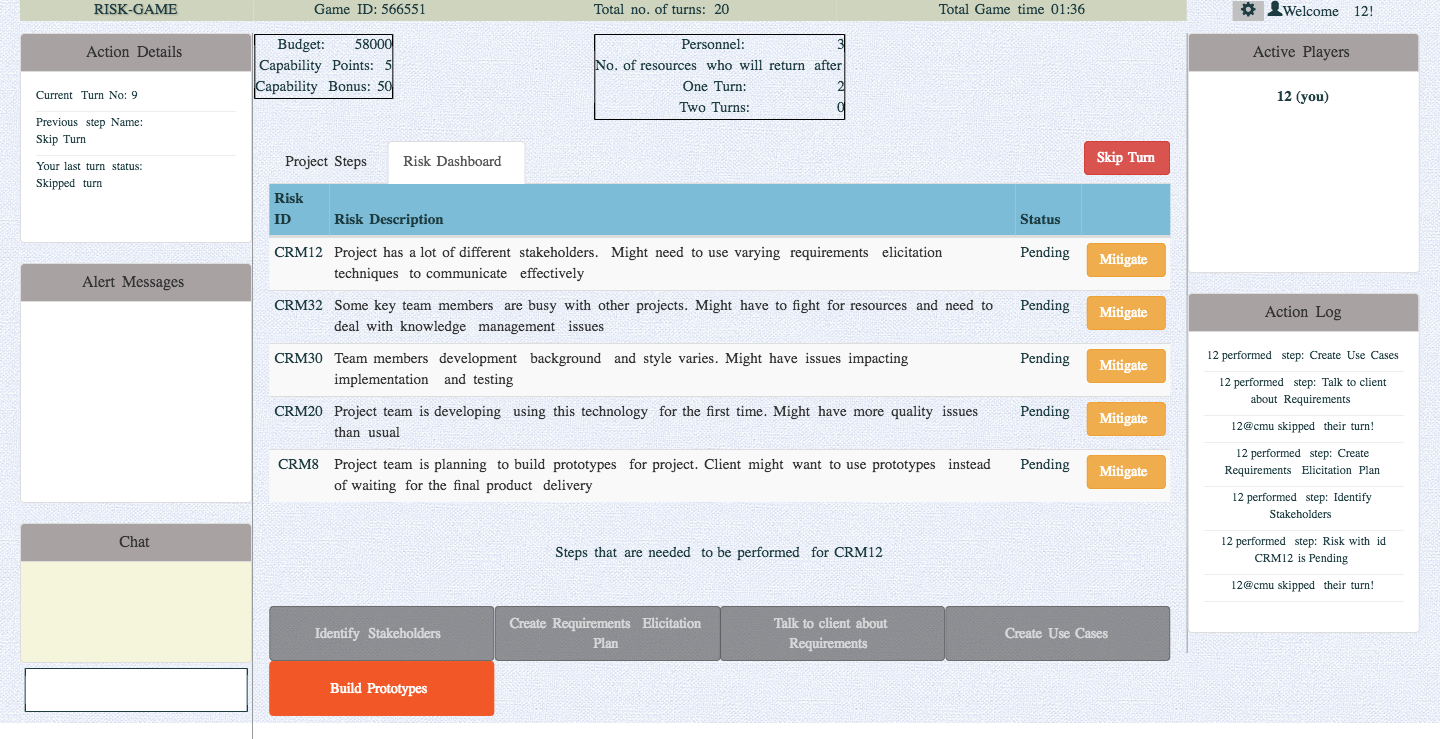 RISK-GAME
Game ID: 566551
Total no. of turns: 20
Total Game time 01:36
Welcome 12!
Action Details
Current Turn No: 9
Previous step Name:
Skip Turn
Your last turn status:
Skipped turn
Alert Messages
Chat
Budget: 58000
Capability Points: 5
Capability Bonus: 50
Personnel: 3
No. of resources who will return after
One Turn: 2
Two Turns: 0
Project Steps
Risk Dashboard
Skip Turn
Risk
ID Risk Description Status
CRM12 Project has a lot of different stakeholders. Might need to use varying requirements elicitation Pending Mitigate
techniques to communicate effectively
CRM32 Some key team members are busy with other projects. Might have to fight for resources and need to Pending Mitigate
deal with knowledge management issues
CRM30 Team members development background and style varies. Might have issues impacting Pending Mitigate
implementation and testing
CRM20 Project team is developing using this technology for the first time. Might have more quality issues Pending Mitigate
than usual
CRM8 Project team is planning to build prototypes for project. Client might want to use prototypes instead Pending Mitigate
of waiting for the final product delivery
Steps that are needed to be performed for CRM12
Identify Stakeholders
Create Requirements Elicitation
Plan
Talk to client about
Requirements
Create Use Cases
Build Prototypes
Active Players
12 (you)
Action Log
12 performed step: Create Use Cases
12 performed step: Talk to client
about Requirements
12@cmu skipped their turn!
12 performed step: Create
Requirements Elicitation Plan
12 performed step: Identify
Stakeholders
12 performed step: Risk with id
CRM12 is Pending
12@cmu skipped their turn!